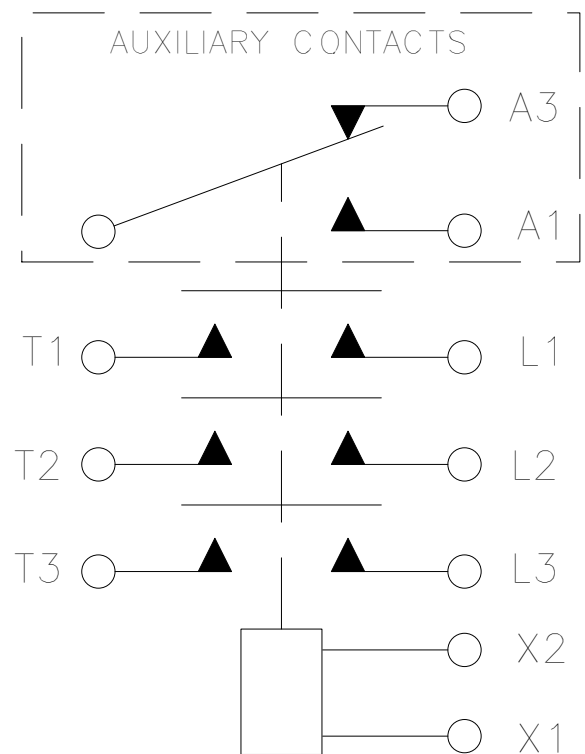 AUXILIARY CONTACTS
A3
A1
T1 L1
T2 L2
T3 L3
X2
X1